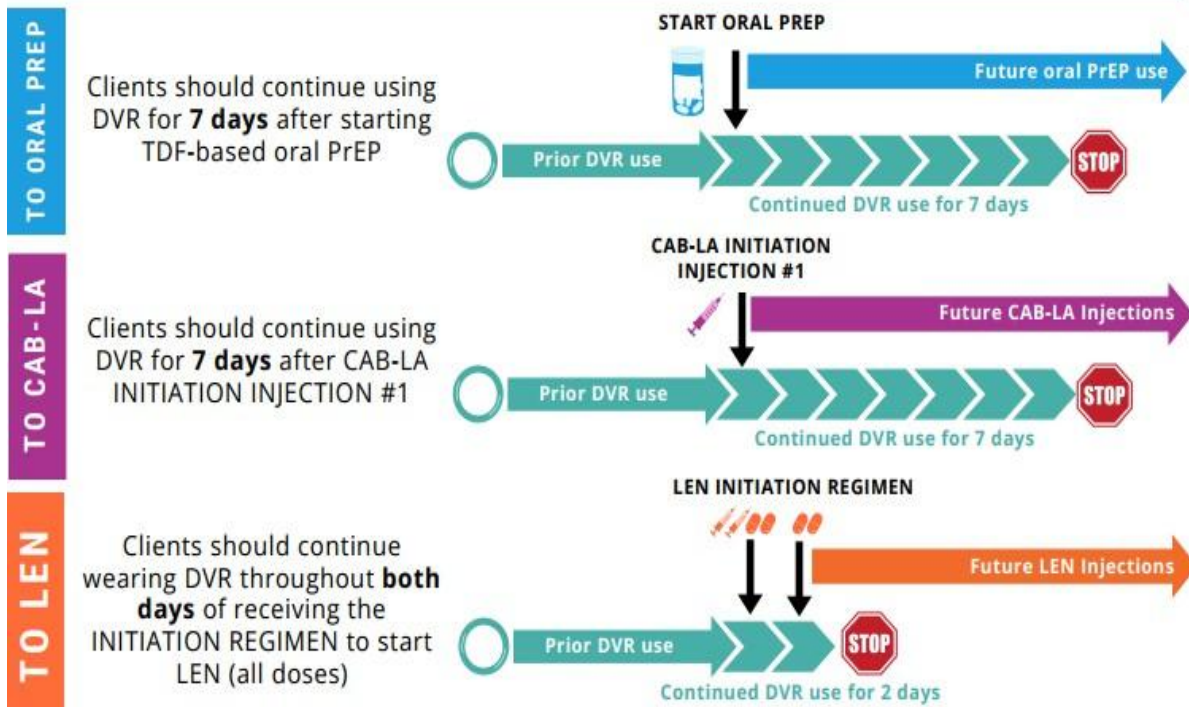 TO ORAL PREP
Clients should continue using
DVR for 7 days after starting
TDF-based oral PrEP
START ORAL PREP
Future oral PrEP use
Prior DVR use
STOP
Continued DVR use for 7 days
TO CAB-LA
Clients should continue using
DVR for 7 days after CAB-LA
INITIATION INJECTION #1
CAB-LA INITIATION
INJECTION #1
Future CAB-LA Injections
Prior DVR use
STOP
Continued DVR use for 7 days
TO LEN
Clients should continue
wearing DVR throughout both
days of receiving the
INITIATION REGIMEN to start
LEN (all doses)
LEN INITIATION REGIMEN
Future LEN Injections
Prior DVR use
STOP
Continued DVR use for 2 days